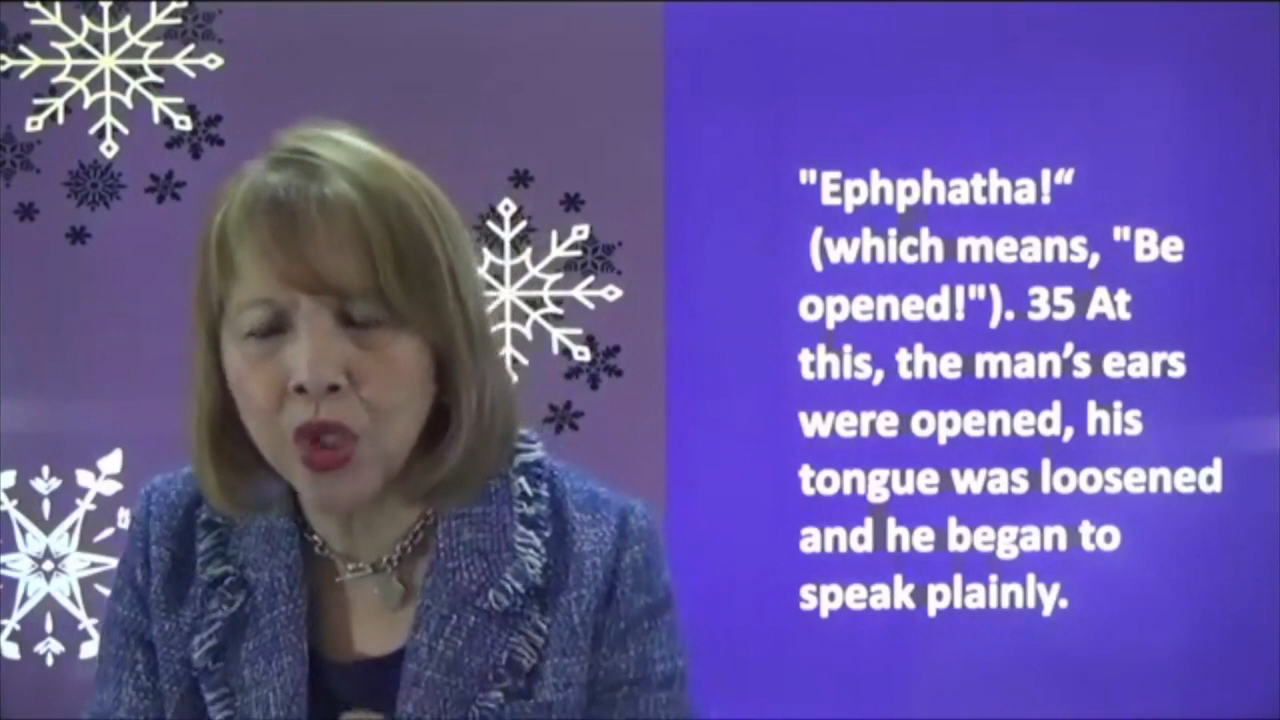 "Ephphatha!“
(which means, "Be
opened!"). 35 At
this, the man’s ears
were opened, his
tongue was loosened
and he began to
speak plainly.